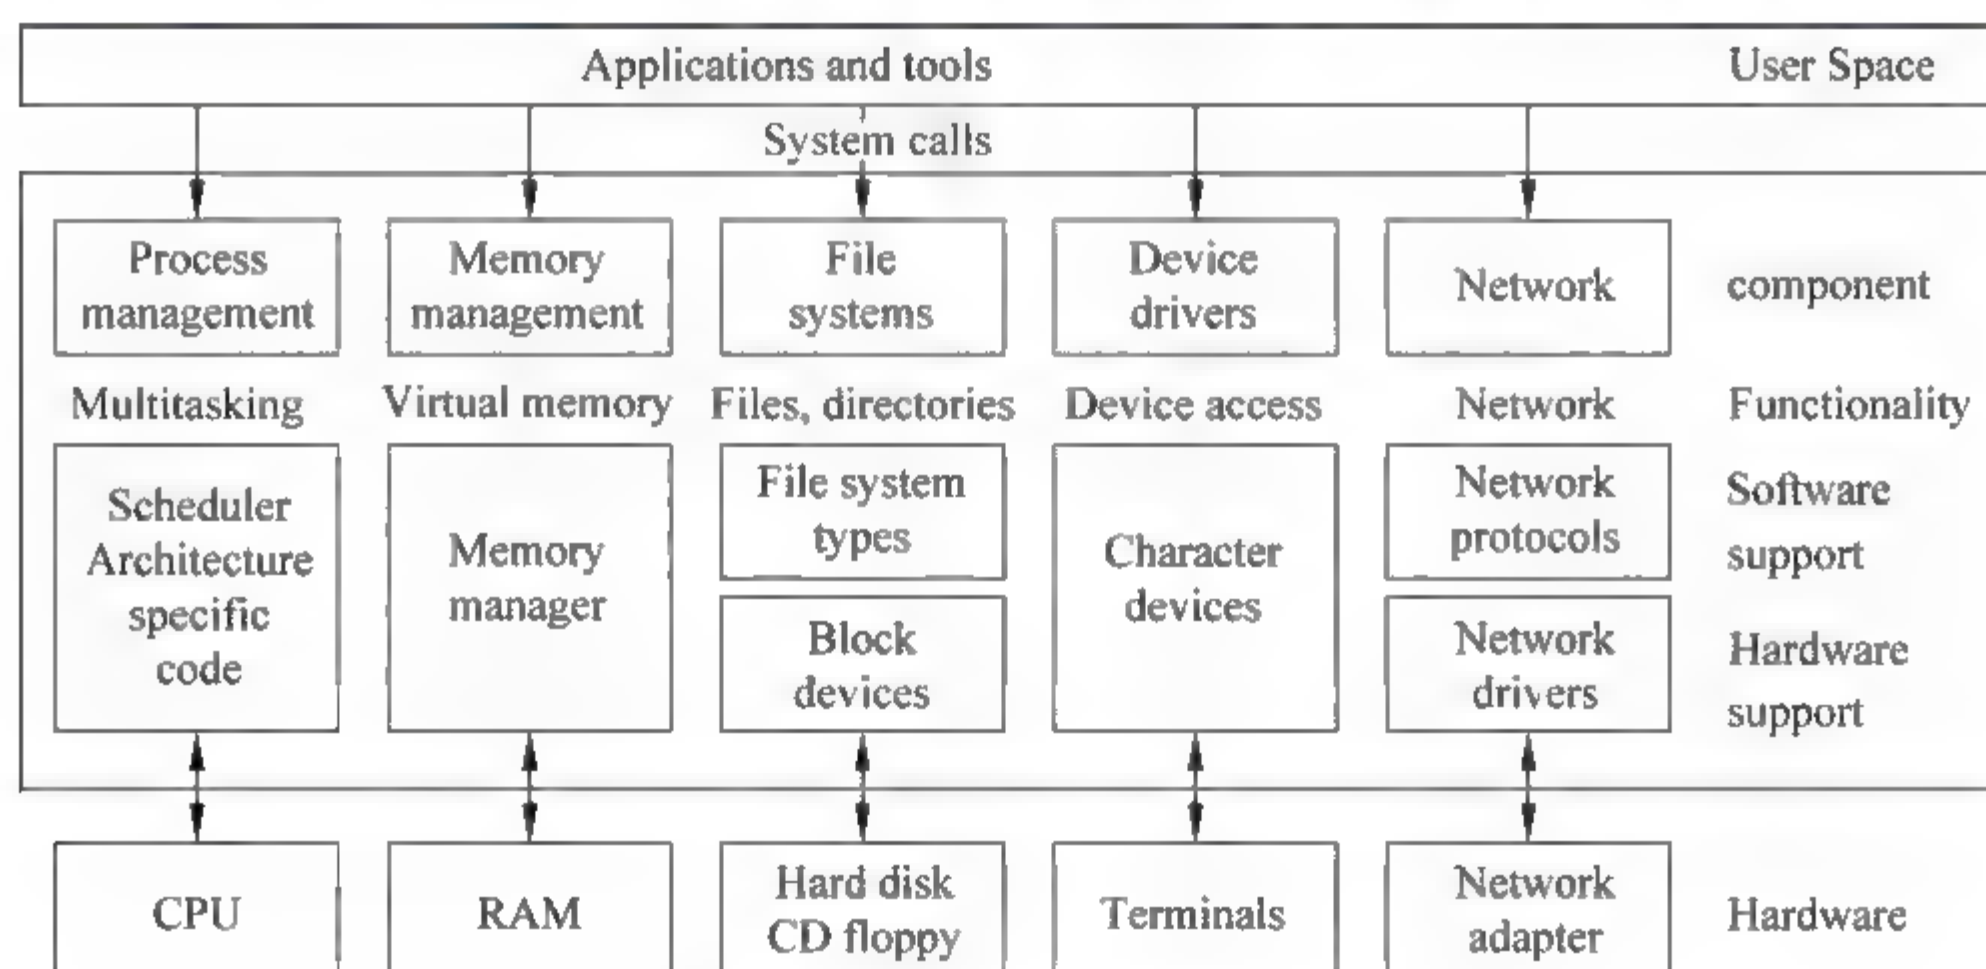 Applications and tools User Space
System calls
Process management Memory management File systems Device drivers Network component
Multitasking Virtual memory Files, directories Device access Network Functionality
Scheduler
Architecture
specific
code
Memory
manager
File system
types
Block
devices
Character
devices
Network
protocols
Network
drivers
Software
support
Hardware
support
CPU
RAM
Hard disk
CD floppy
Terminals
Network
adapter
Hardware